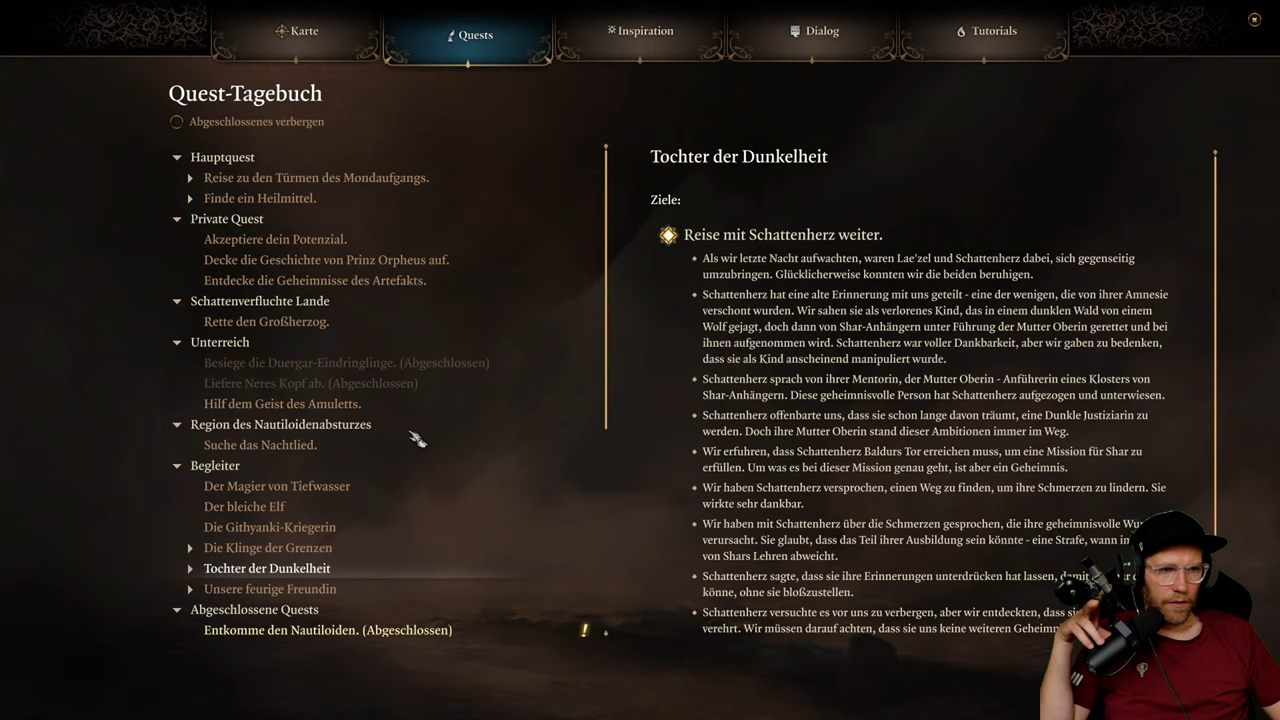 Karte
Quests
Inspiration
Dialog
Tutorials
Quest-Tagebuch
Abgeschlossenes verbergen
Hauptquest
Reise zu den Türmen des Mondaufgangs.
Finde ein Heilmittel.
Private Quest
Akzeptiere dein Potenzial.
Decke die Geschichte von Prinz Orpheus auf.
Entdecke die Geheimnisse des Artefakts.
Schattenverfluchte Lande
Rette den Großherzog.
Unterreich
Besiege die Duergar-Eindringlinge. (Abgeschlossen)
Liefere Neres Kopf ab. (Abgeschlossen)
Hilf dem Geist des Amuletts.
Region des Nautiloidenabsturzes
Suche das Nachtlied.
Begleiter
Der Magier von Tiefwasser
Der bleiche Elf
Die Githyanki-Kriegerin
Die Klinge der Grenzen
Tochter der Dunkelheit
Unsere feurige Freundin
Abgeschlossene Quests
Entkomme den Nautiloiden. (Abgeschlossen)
Tochter der Dunkelheit
Ziele:
Reise mit Schattenherz weiter.
Als wir letzte Nacht aufwachten, waren Lae'zel und Schattenherz dabei, sich gegenseitig
umzubringen. Glücklicherweise konnten wir die beiden beruhigen.
Schattenherz hat eine alte Erinnerung mit uns geteilt - eine der wenigen, die von ihrer Amnesie
verschont wurden. Wir sahen sie als verlorenes Kind, das in einem dunklen Wald von einem
Wolf gejagt, doch dann von Shar-Anhängern unter Führung der Mutter Oberin gerettet und bei
ihnen aufgenommen wird. Schattenherz war voller Dankbarkeit, aber wir gaben zu bedenken,
dass sie als Kind anscheinend manipuliert wurde.
Schattenherz sprach von ihrer Mentorin, der Mutter Oberin - Anführerin eines Klosters von
Shar-Anhängern. Diese geheimnisvolle Person hat Schattenherz aufgezogen und unterwiesen.
Schattenherz offenbarte uns, dass sie schon lange davon träumt, eine Dunkle Justiziarin zu
werden. Doch ihre Mutter Oberin stand dieser Ambitionen immer im Weg.
Wir erfuhren, dass Schattenherz Baldurs Tor erreichen muss, um eine Mission für Shar zu
erfüllen. Um was es bei dieser Mission genau geht, ist aber ein Geheimnis.
Wir haben Schattenherz versprochen, einen Weg zu finden, um ihre Schmerzen zu lindern. Sie
wirkte sehr dankbar.
Wir haben mit Schattenherz über die Schmerzen gesprochen, die ihre geheimnisvolle
verursacht. Sie glaubt, dass das Teil ihrer Ausbildung sein könnte - eine Strafe, wann
von Shars Lehren abweicht.
Schattenherz sagte, dass sie ihre Erinnerungen unterdrücken hat lassen,
könne, ohne sie bloßzustellen.
Schattenherz versuchte es vor uns zu verbergen, aber wir entdeckten, dass
verehrt. Wir müssen darauf achten, dass sie uns keine weiteren